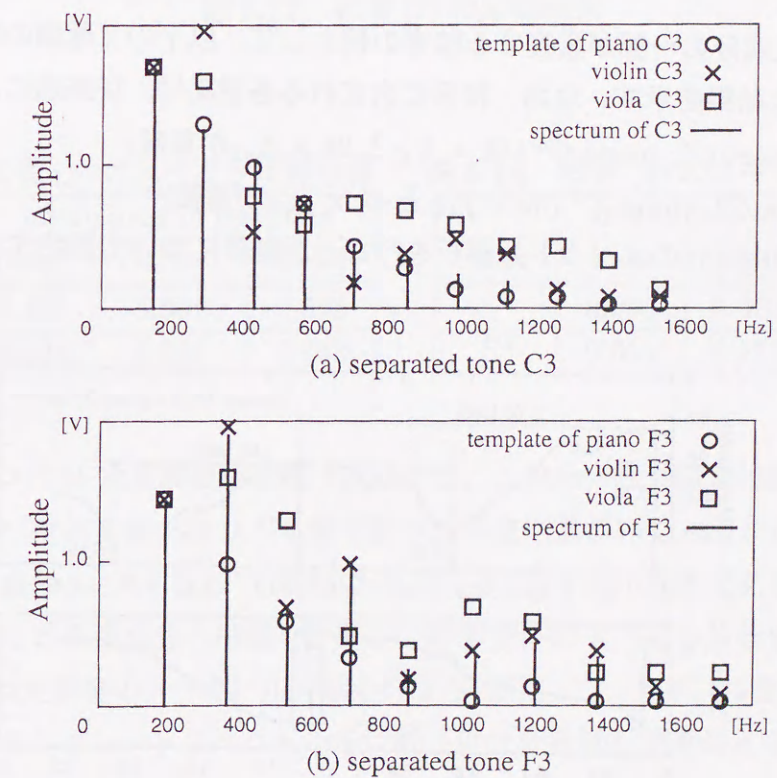 [V]
template of piano C3
violin C3
viola C3
spectrum of C3
1.0
Amplitude
0 200 400 600 800 1000 1200 1400 1600 [Hz]
(a) separated tone C3
[V]
template of piano F3
violin F3
viola F3
spectrum of F3
1.0
Amplitude
0 200 400 600 800 1000 1200 1400 1600 [Hz]
(b) separated tone F3